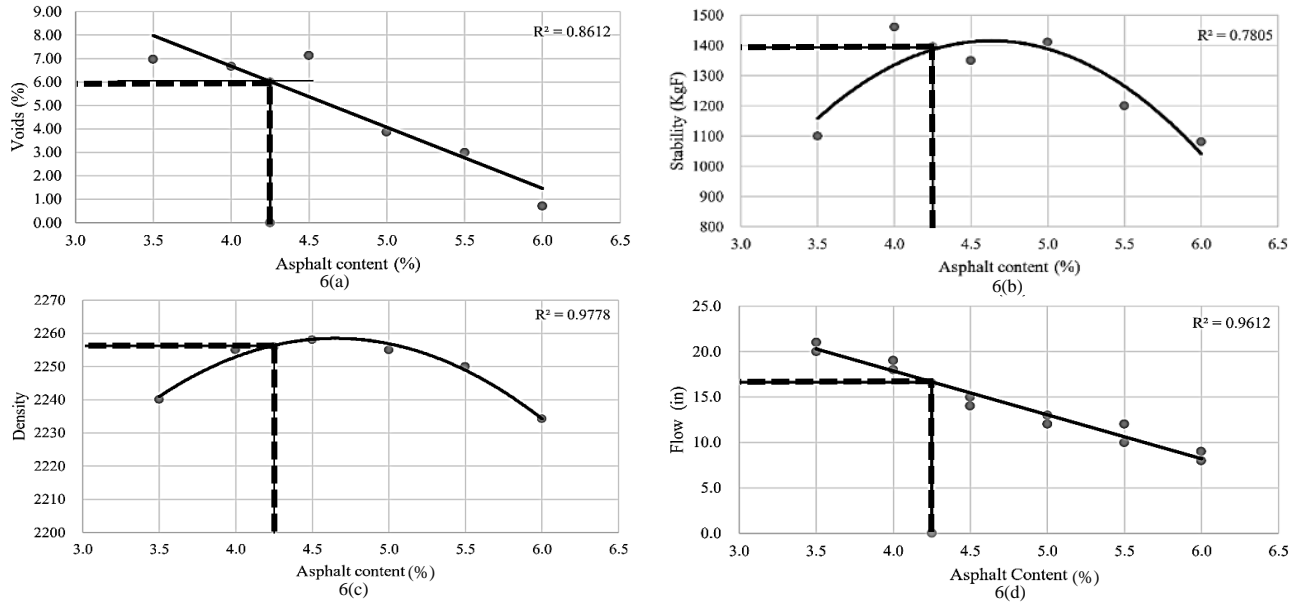 9.00
8.00
7.00
6.00
5.00
4.00
3.00
2.00
1.00
0.00
Voids (%)
R² = 0.8612
3.0 3.5 4.0 4.5 5.0 5.5 6.0 6.5
Asphalt content (%)
6(a)
1500
1400
1300
1200
1100
1000
900
800
Stability (KgF)
R² = 0.7805
3.0 3.5 4.0 4.5 5.0 5.5 6.0 6.5
Asphalt content (%)
6(b)
2270
2260
2250
2240
2230
2220
2210
2200
Density
R² = 0.9778
3.0 3.5 4.0 4.5 5.0 5.5 6.0 6.5
Asphalt content (%)
6(c)
25.0
20.0
15.0
10.0
5.0
0.0
Flow (in)
R² = 0.9612
3.0 3.5 4.0 4.5 5.0 5.5 6.0 6.5
Asphalt Content (%)
6(d)